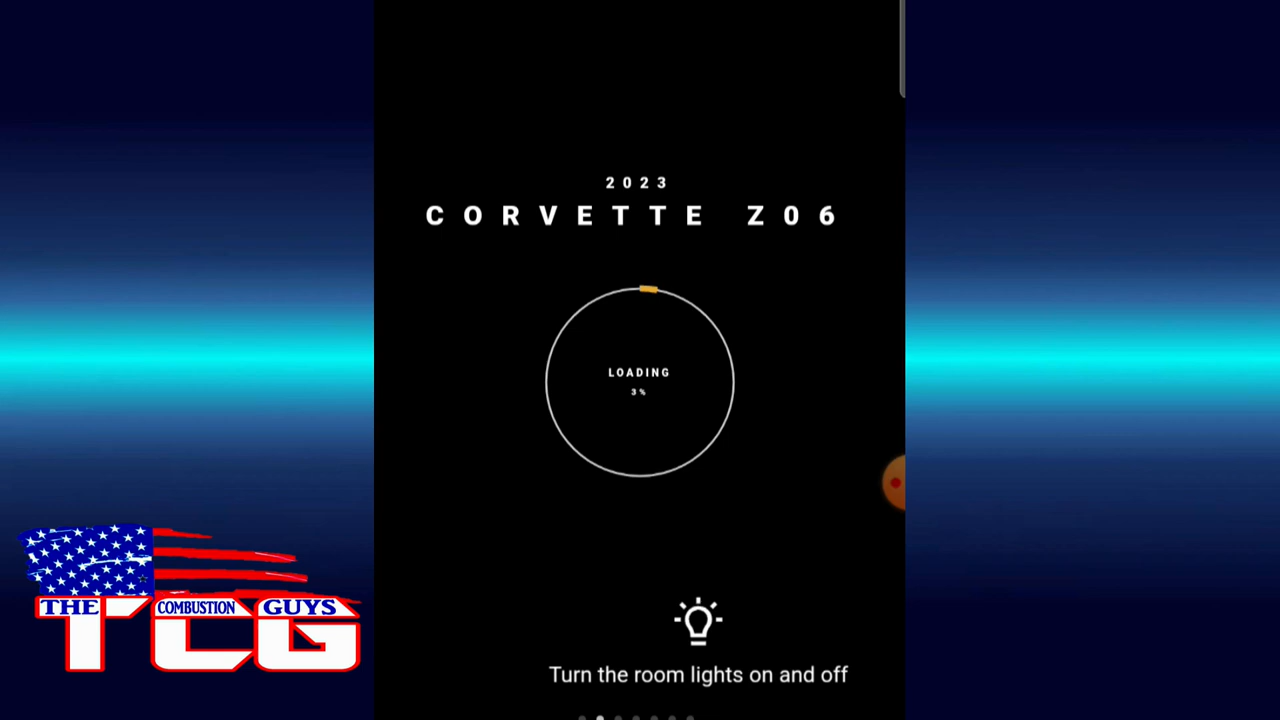 2023
CORVETTE Z06
LOADING
3%
Turn the room lights on and off
THE COMBUSTION GUYS
TCG